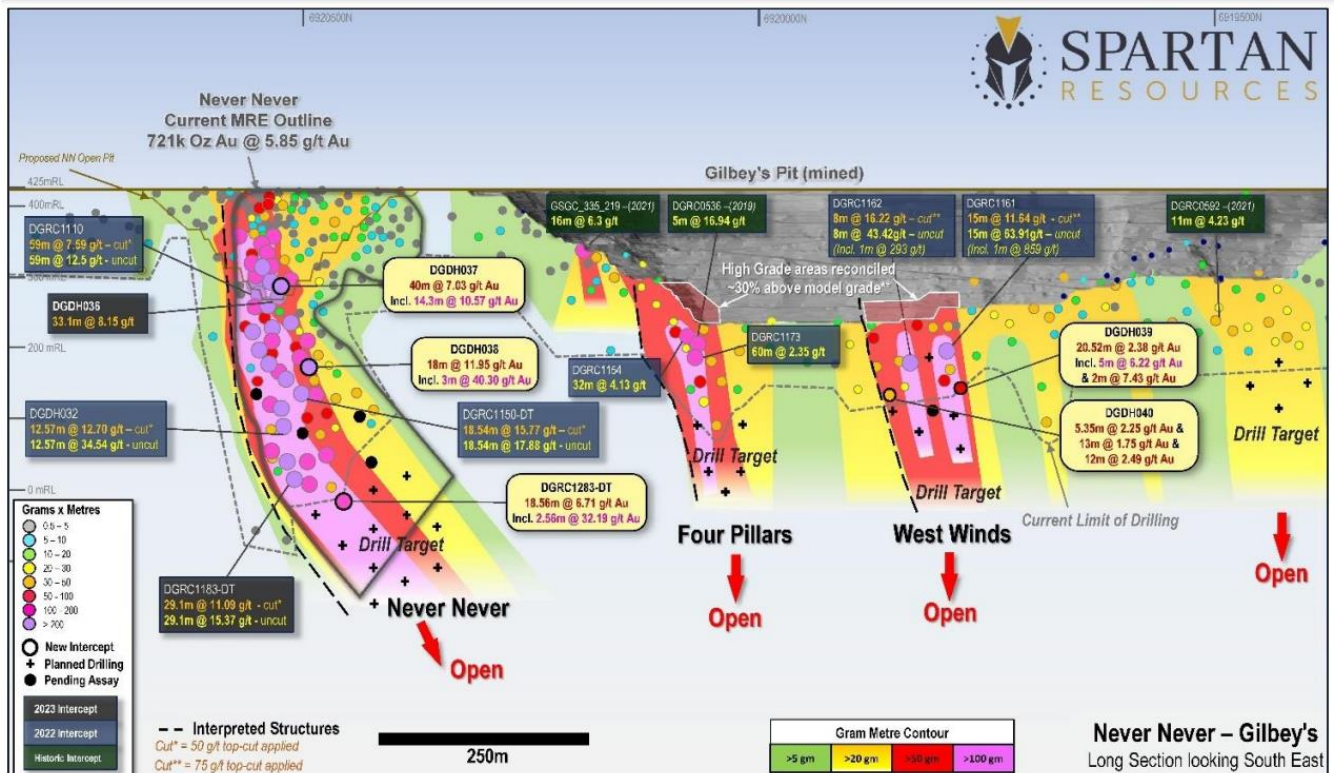 6920500N
6920000N
6919500N
SPARTAN
RESOURCES
Never Never
Current MRE Outline
721k Oz Au @ 5.85 g/t Au
Proposed NN Open Pit
Gilbey's Pit (mined)
425mRL
400mRL
200 mRL
0 mRL
DGRC1110
59m @ 7.59 g/t – cut*
59m @ 12.5 g/t - uncut
DGDH036
33.1m @ 8.15 g/t
DGDH037
40m @ 7.03 g/t Au
Incl. 14.3m @ 10.57 g/t Au
DGDH038
18m @ 11.95 g/t Au
Incl. 3m @ 40.30 g/t Au
DGDH032
12.57m @ 12.70 g/t – cut*
12.57m @ 34.54 g/t - uncut
DGRC1150-DT
18.54m @ 15.77 g/t – cut*
18.54m @ 17.88 g/t - uncut
DGRC1283-DT
18.56m @ 6.71 g/t Au
Incl. 2.56m @ 32.19 g/t Au
DGRC1183-DT
29.1m @ 11.09 g/t - cut*
29.1m @ 15.37 g/t - uncut
GSGC_335_219 –(2021)
16m @ 6.3 g/t
DGRC0536 –(2019)
5m @ 16.94 g/t
DGRC1162
8m @ 16.22 g/t – cut**
8m @ 43.42g/t – uncut
(Incl. 1m @ 293 g/t)
DGRC1161
15m @ 11.64 g/t - cut**
15m @ 63.91g/t – uncut
(Incl. 1m @ 859 g/t)
DGRC0592 –(2021)
11m @ 4.23 g/t
High Grade areas reconciled
~30% above model grade**
DGRC1154
32m @ 4.13 g/t
DGRC1173
60m @ 2.35 g/t
DGDH039
20.52m @ 2.38 g/t Au
Incl. 5m @ 6.22 g/t Au
& 2m @ 7.43 g/t Au
DGDH040
5.35m @ 2.25 g/t Au &
13m @ 1.75 g/t Au &
12m @ 2.49 g/t Au
Drill Target
Drill Target
Drill Target
Drill Target
Current Limit of Drilling
Never Never
Four Pillars
West Winds
Open
Open
Open
Open
Grams x Metres
0.5 – 5
5 – 10
10 – 20
20 – 30
30 – 50
50 - 100
100 - 200
> 200
New Intercept
Planned Drilling
Pending Assay
2023 Intercept
2022 Intercept
Historic Intercept
Interpreted Structures
Cut* = 50 g/t top-cut applied
Cut** = 75 g/t top-cut applied
250m
Gram Metre Contour
>5 gm >20 gm >50 gm >100 gm
Never Never – Gilbey's
Long Section looking South East